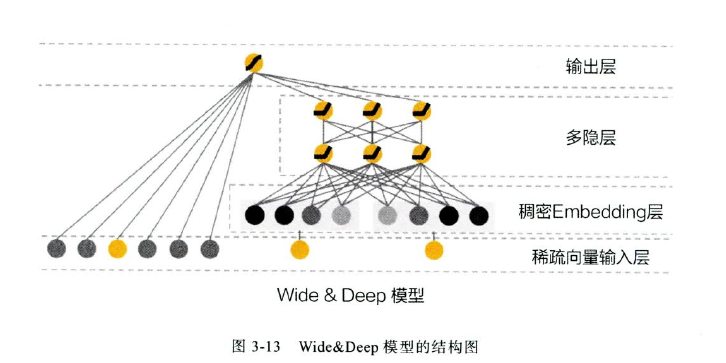 输出层
多隐层
稠密Embedding层
稀疏向量输入层
Wide & Deep 模型
图 3-13 Wide&Deep 模型的结构图